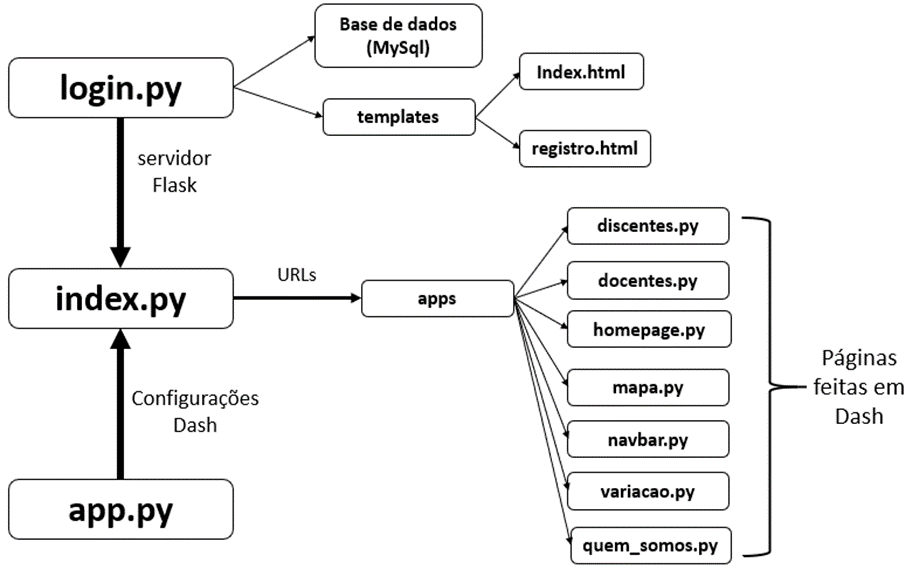 Base de dados
(MySql)
login.py
templates
Index.html
registro.html
servidor
Flask
index.py
URLs
apps
discentes.py
docentes.py
homepage.py
mapa.py
navbar.py
variacao.py
quem_somos.py
Páginas
feitas em
Dash
Configurações
Dash
app.py